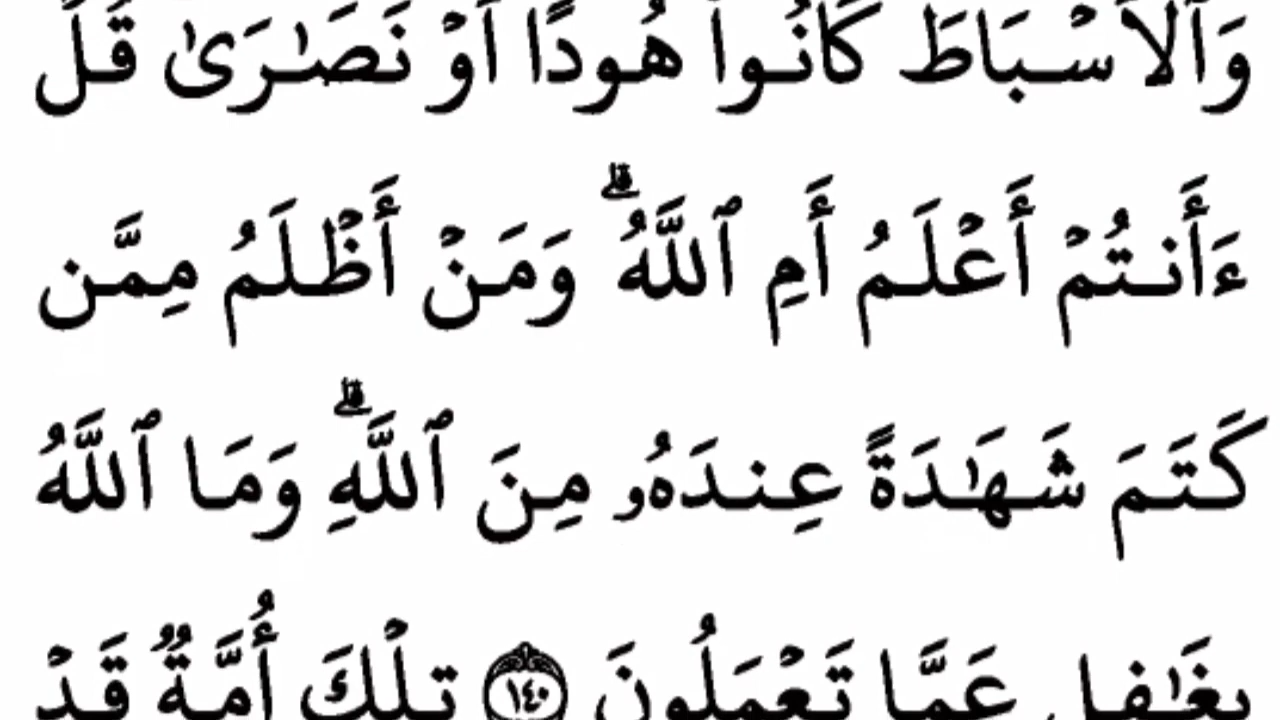 وَٱلْأَسْبَاطَ كَانُوا۟ هُودًا أَوْ نَصَـٰرَىٰ ۗ قُلْ
ءَأَنتُمْ أَعْلَمُ أَمِ ٱللَّهُ ۗ وَمَنْ أَظْلَمُ مِمَّن
كَتَمَ شَهَـٰدَةً عِندَهُۥ مِنَ ٱللَّهِ ۗ وَمَا ٱللَّهُ
بِغَـٰفِلٍ عَمَّا تَعْمَلُونَ ١٤٠ تِلْكَ أُمَّةٌ قَدْ